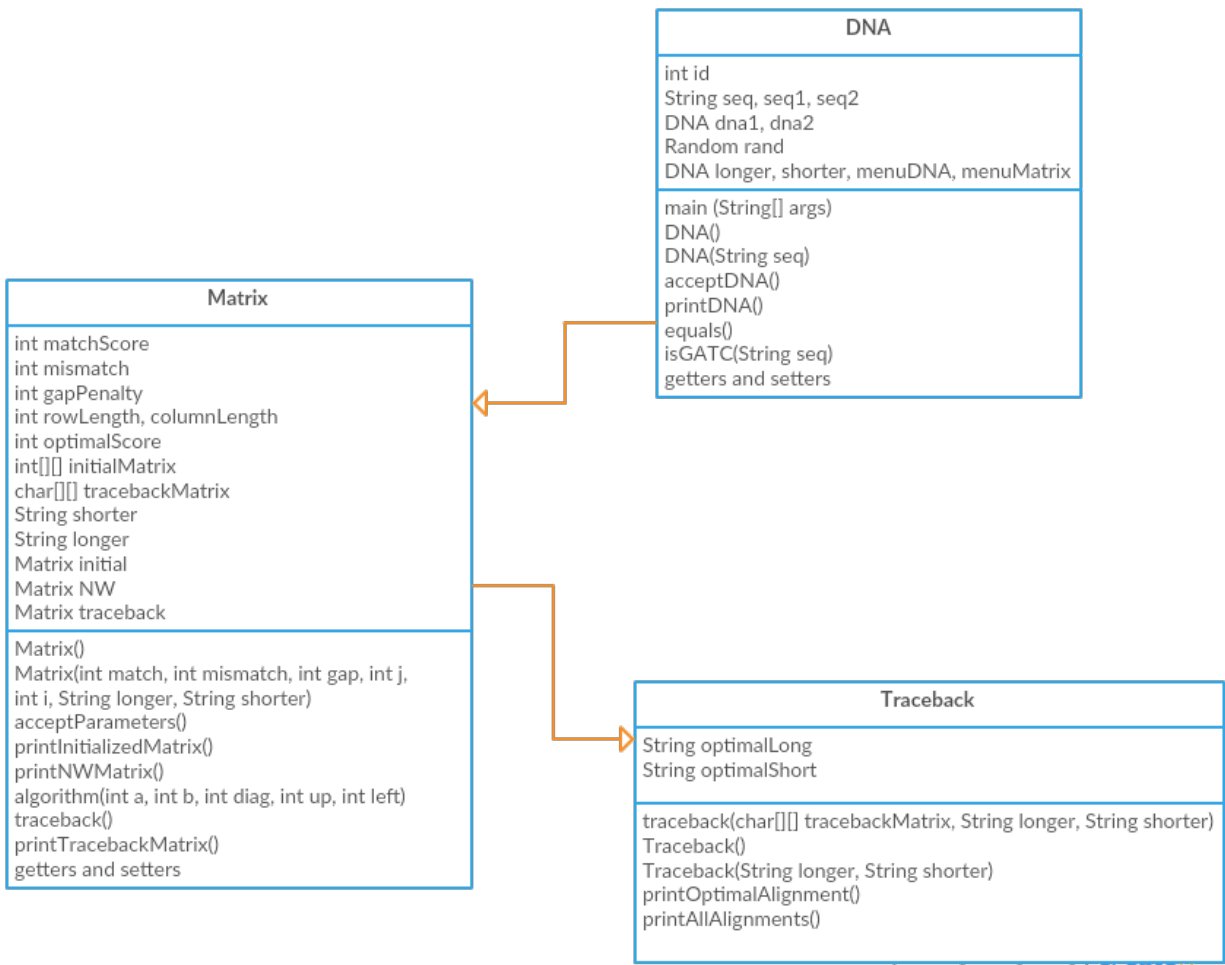 DNA
int id
String seq, seq1, seq2
DNA dna1, dna2
Random rand
DNA longer, shorter, menuDNA, menuMatrix
main (String[] args)
DNA()
DNA(String seq)
acceptDNA()
printDNA()
equals()
isGATC(String seq)
getters and setters
Matrix
int matchScore
int mismatch
int gapPenalty
int rowLength, columnLength
int optimalScore
int[][] initialMatrix
char[][] tracebackMatrix
String shorter
String longer
Matrix initial
Matrix NW
Matrix traceback
Matrix()
Matrix(int match, int mismatch, int gap, int j,
int i, String longer, String shorter)
acceptParameters()
printInitializedMatrix()
printNWMatrix()
algorithm(int a, int b, int diag, int up, int left)
traceback()
printTracebackMatrix()
getters and setters
Traceback
String optimalLong
String optimalShort
traceback(char[][] tracebackMatrix, String longer, String shorter)
Traceback()
Traceback(String longer, String shorter)
printOptimalAlignment()
printAllAlignments()